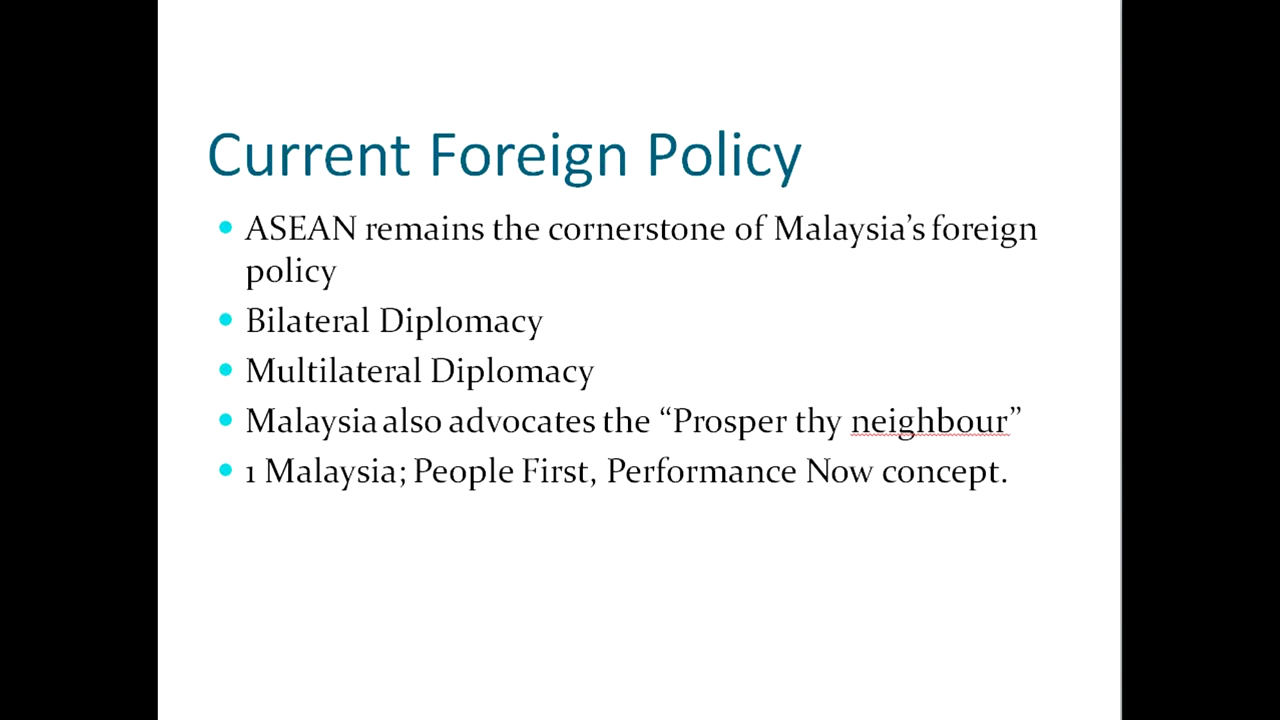 Current Foreign Policy
• ASEAN remains the cornerstone of Malaysia’s foreign
policy
• Bilateral Diplomacy
• Multilateral Diplomacy
• Malaysia also advocates the “Prosper thy neighbour”
• 1 Malaysia; People First, Performance Now concept.